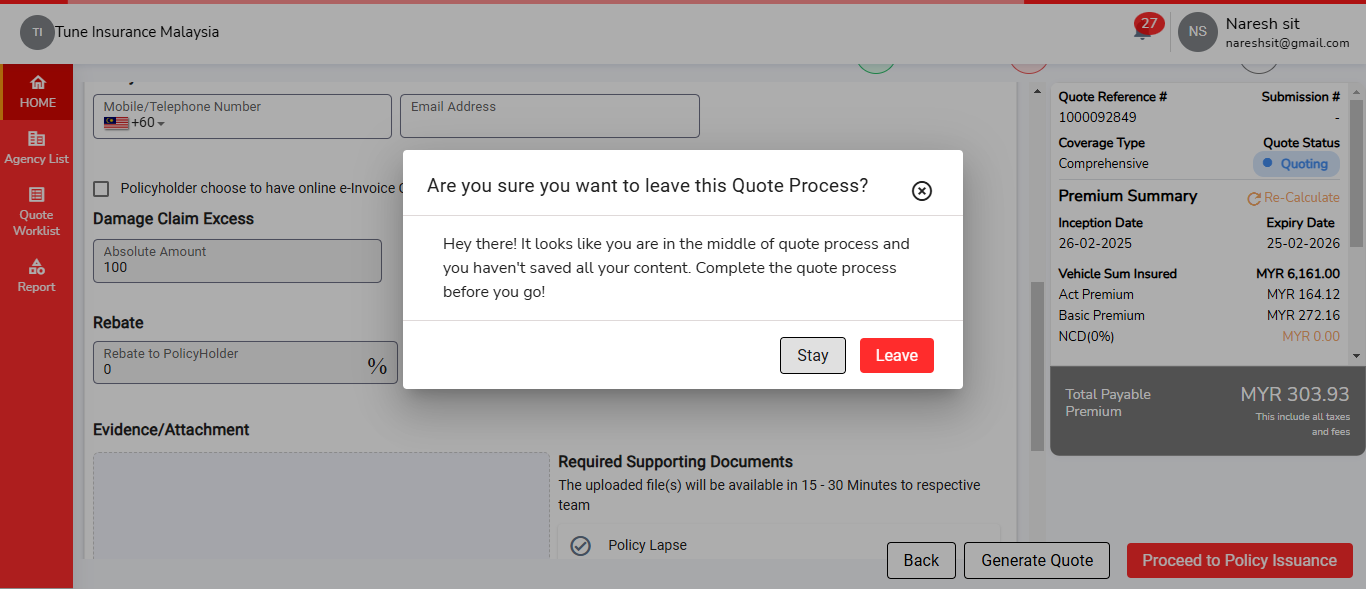 TI
Tune Insurance Malaysia
27
NS
Naresh sit
nareshsit@gmail.com
HOME
Agency List
Quote
Worklist
Report
Mobile/Telephone Number
+60
Email Address
Policyholder choose to have online e-Invoice
Damage Claim Excess
Absolute Amount
100
Rebate
Rebate to PolicyHolder
0
%
Evidence/Attachment
Required Supporting Documents
The uploaded file(s) will be available in 15 - 30 Minutes to respective
team
Policy Lapse
Are you sure you want to leave this Quote Process?
Hey there! It looks like you are in the middle of quote process and
you haven't saved all your content. Complete the quote process
before you go!
Stay
Leave
Quote Reference # Submission #
1000092849 -
Coverage Type Quote Status
Comprehensive Quoting
Premium Summary Re-Calculate
Inception Date Expiry Date
26-02-2025 25-02-2026
Vehicle Sum Insured MYR 6,161.00
Act Premium MYR 164.12
Basic Premium MYR 272.16
NCD(0%) MYR 0.00
Total Payable
Premium
MYR 303.93
This include all taxes
and fees
Back
Generate Quote
Proceed to Policy Issuance